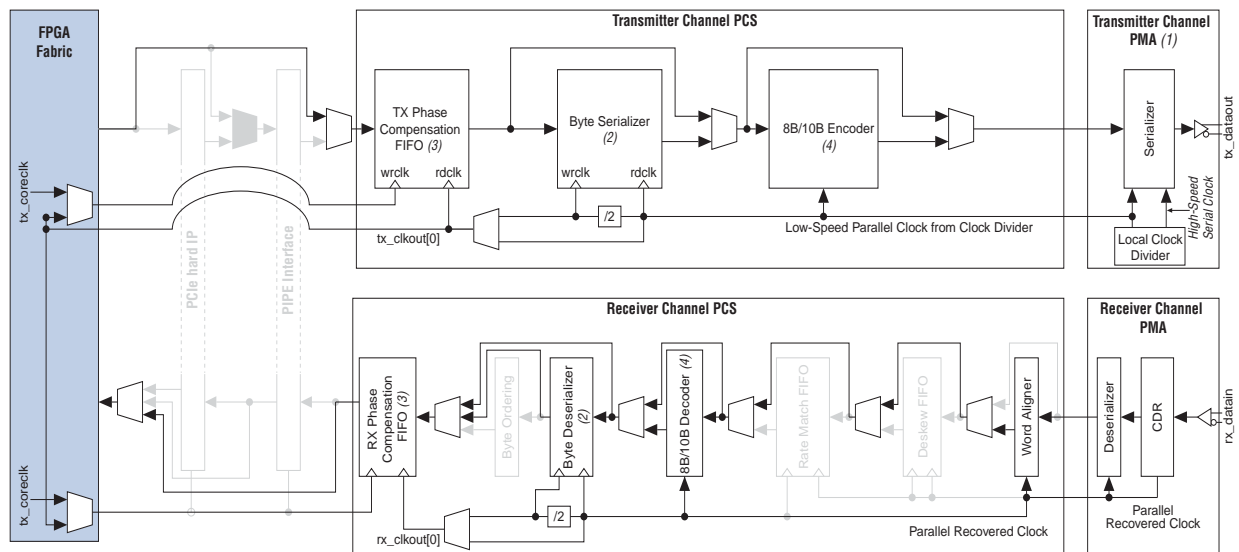 FPGA
Fabric
Transmitter Channel PCS
Transmitter Channel
PMA (1)
TX Phase
Compensation
FIFO (3)
wrclk
rdclk
Byte Serializer
(2)
wrclk
rdclk
8B/10B Encoder
(4)
Serializer
tx_dataout
tx_coreclk
/2
tx_clkout[0]
Low-Speed Parallel Clock from Clock Divider
High-Speed
Serial Clock
Local Clock
Divider
PCIe hard IP
PIPE Interface
Receiver Channel PCS
Receiver Channel
PMA
RX Phase
Compensation
FIFO (3)
Byte Ordering
Byte Deserializer
(2)
8B/10B Decoder (4)
Rate Match FIFO
Deskew FIFO
Word Aligner
Deserializer
CDR
rx_datain
tx_coreclk
/2
rx_clkout[0]
Parallel Recovered Clock
Parallel
Recovered Clock